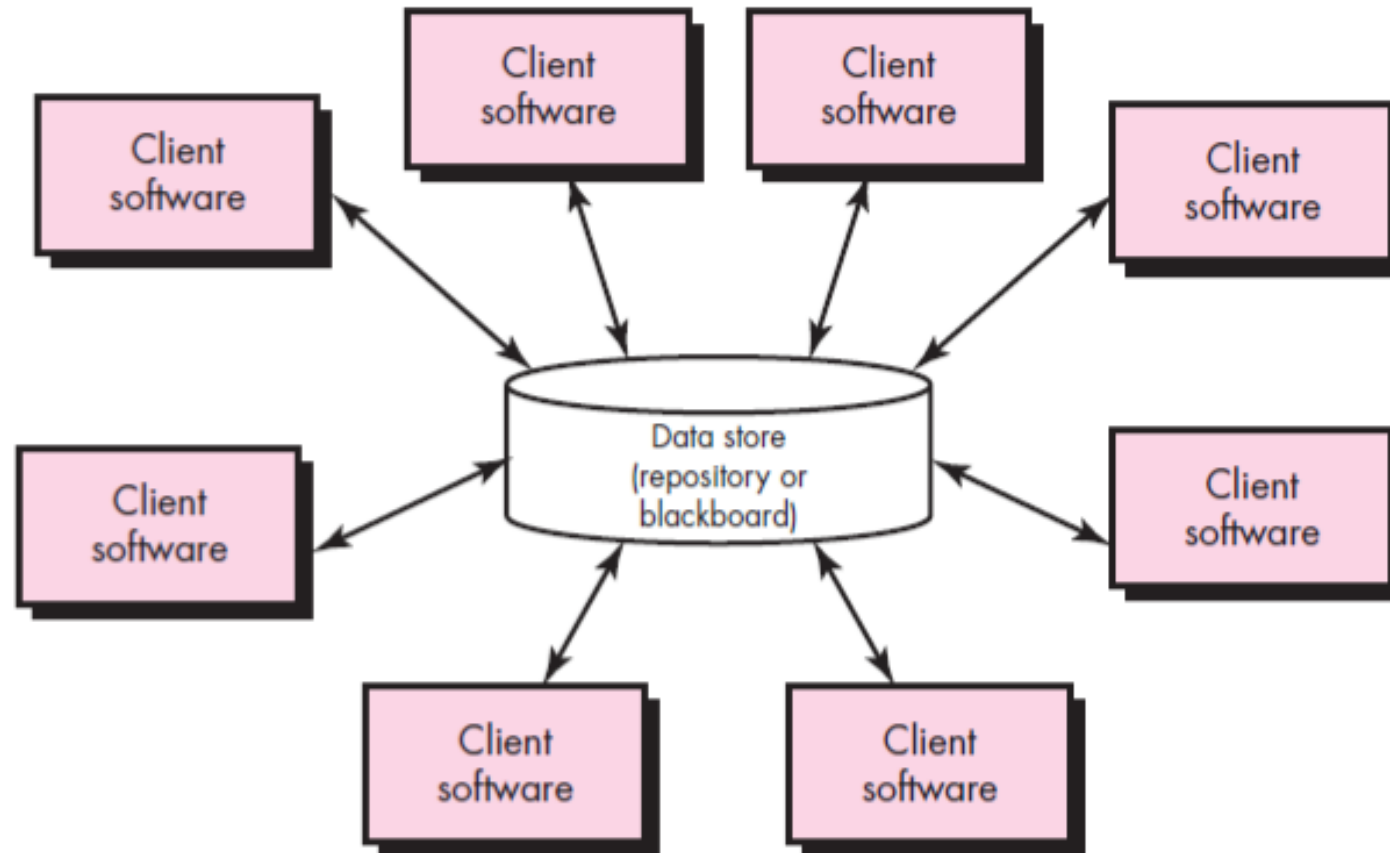 Client
software
Client
software
Client
software
Client
software
Data store
(repository or
blackboard)
Client
software
Client
software
Client
software
Client
software